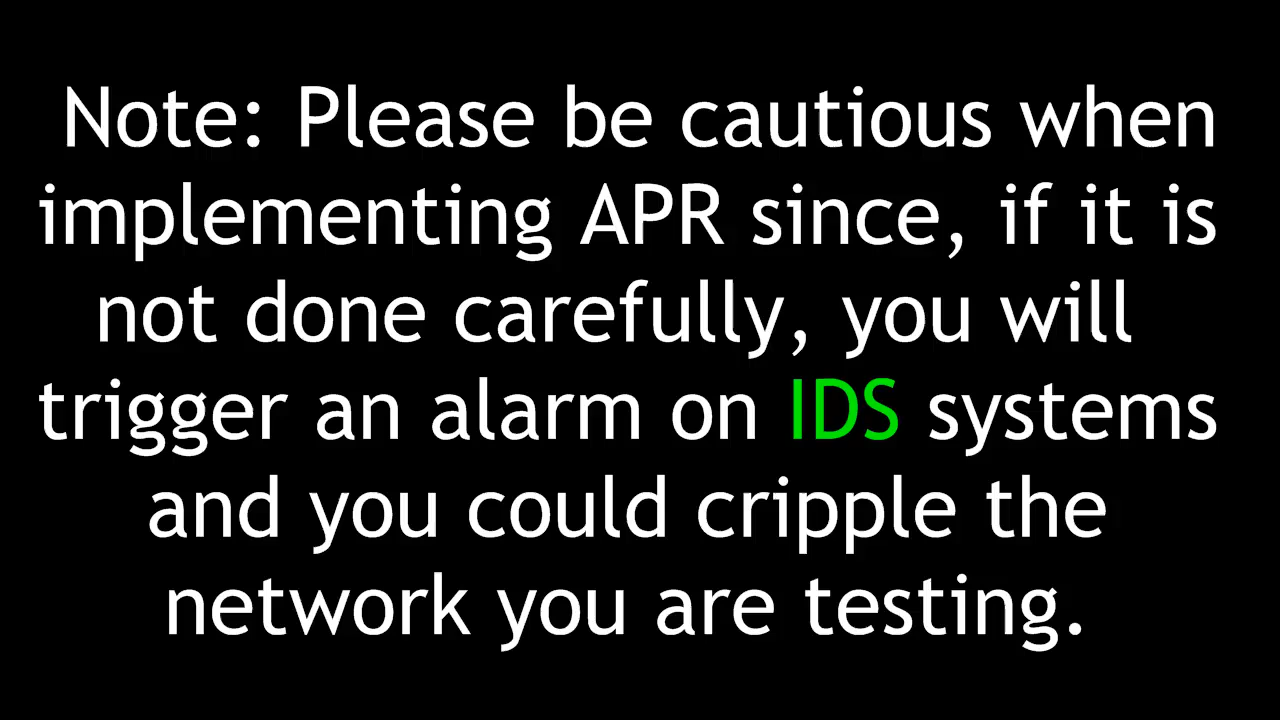 Note: Please be cautious when
implementing APR since, if it is
not done carefully, you will
trigger an alarm on IDS systems
and you could cripple the
network you are testing.